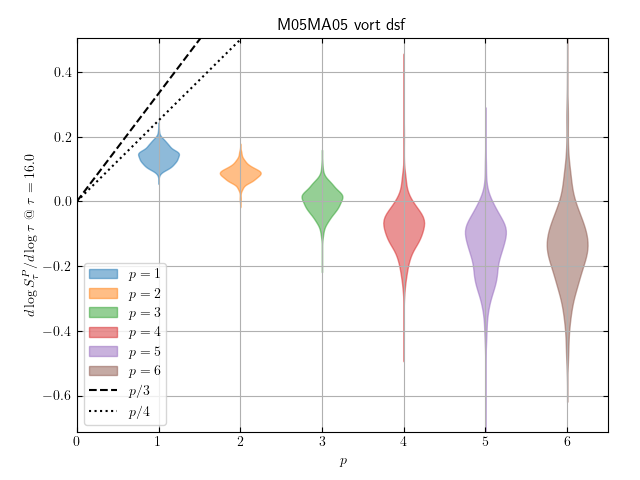 M05MA05 vort dsf
d log S_τ^P / d log τ @ τ = 16.0
0.4
0.2
0.0
−0.2
−0.4
−0.6
p = 1
p = 2
p = 3
p = 4
p = 5
p = 6
p/3
p/4
0 1 2 3 4 5 6
p